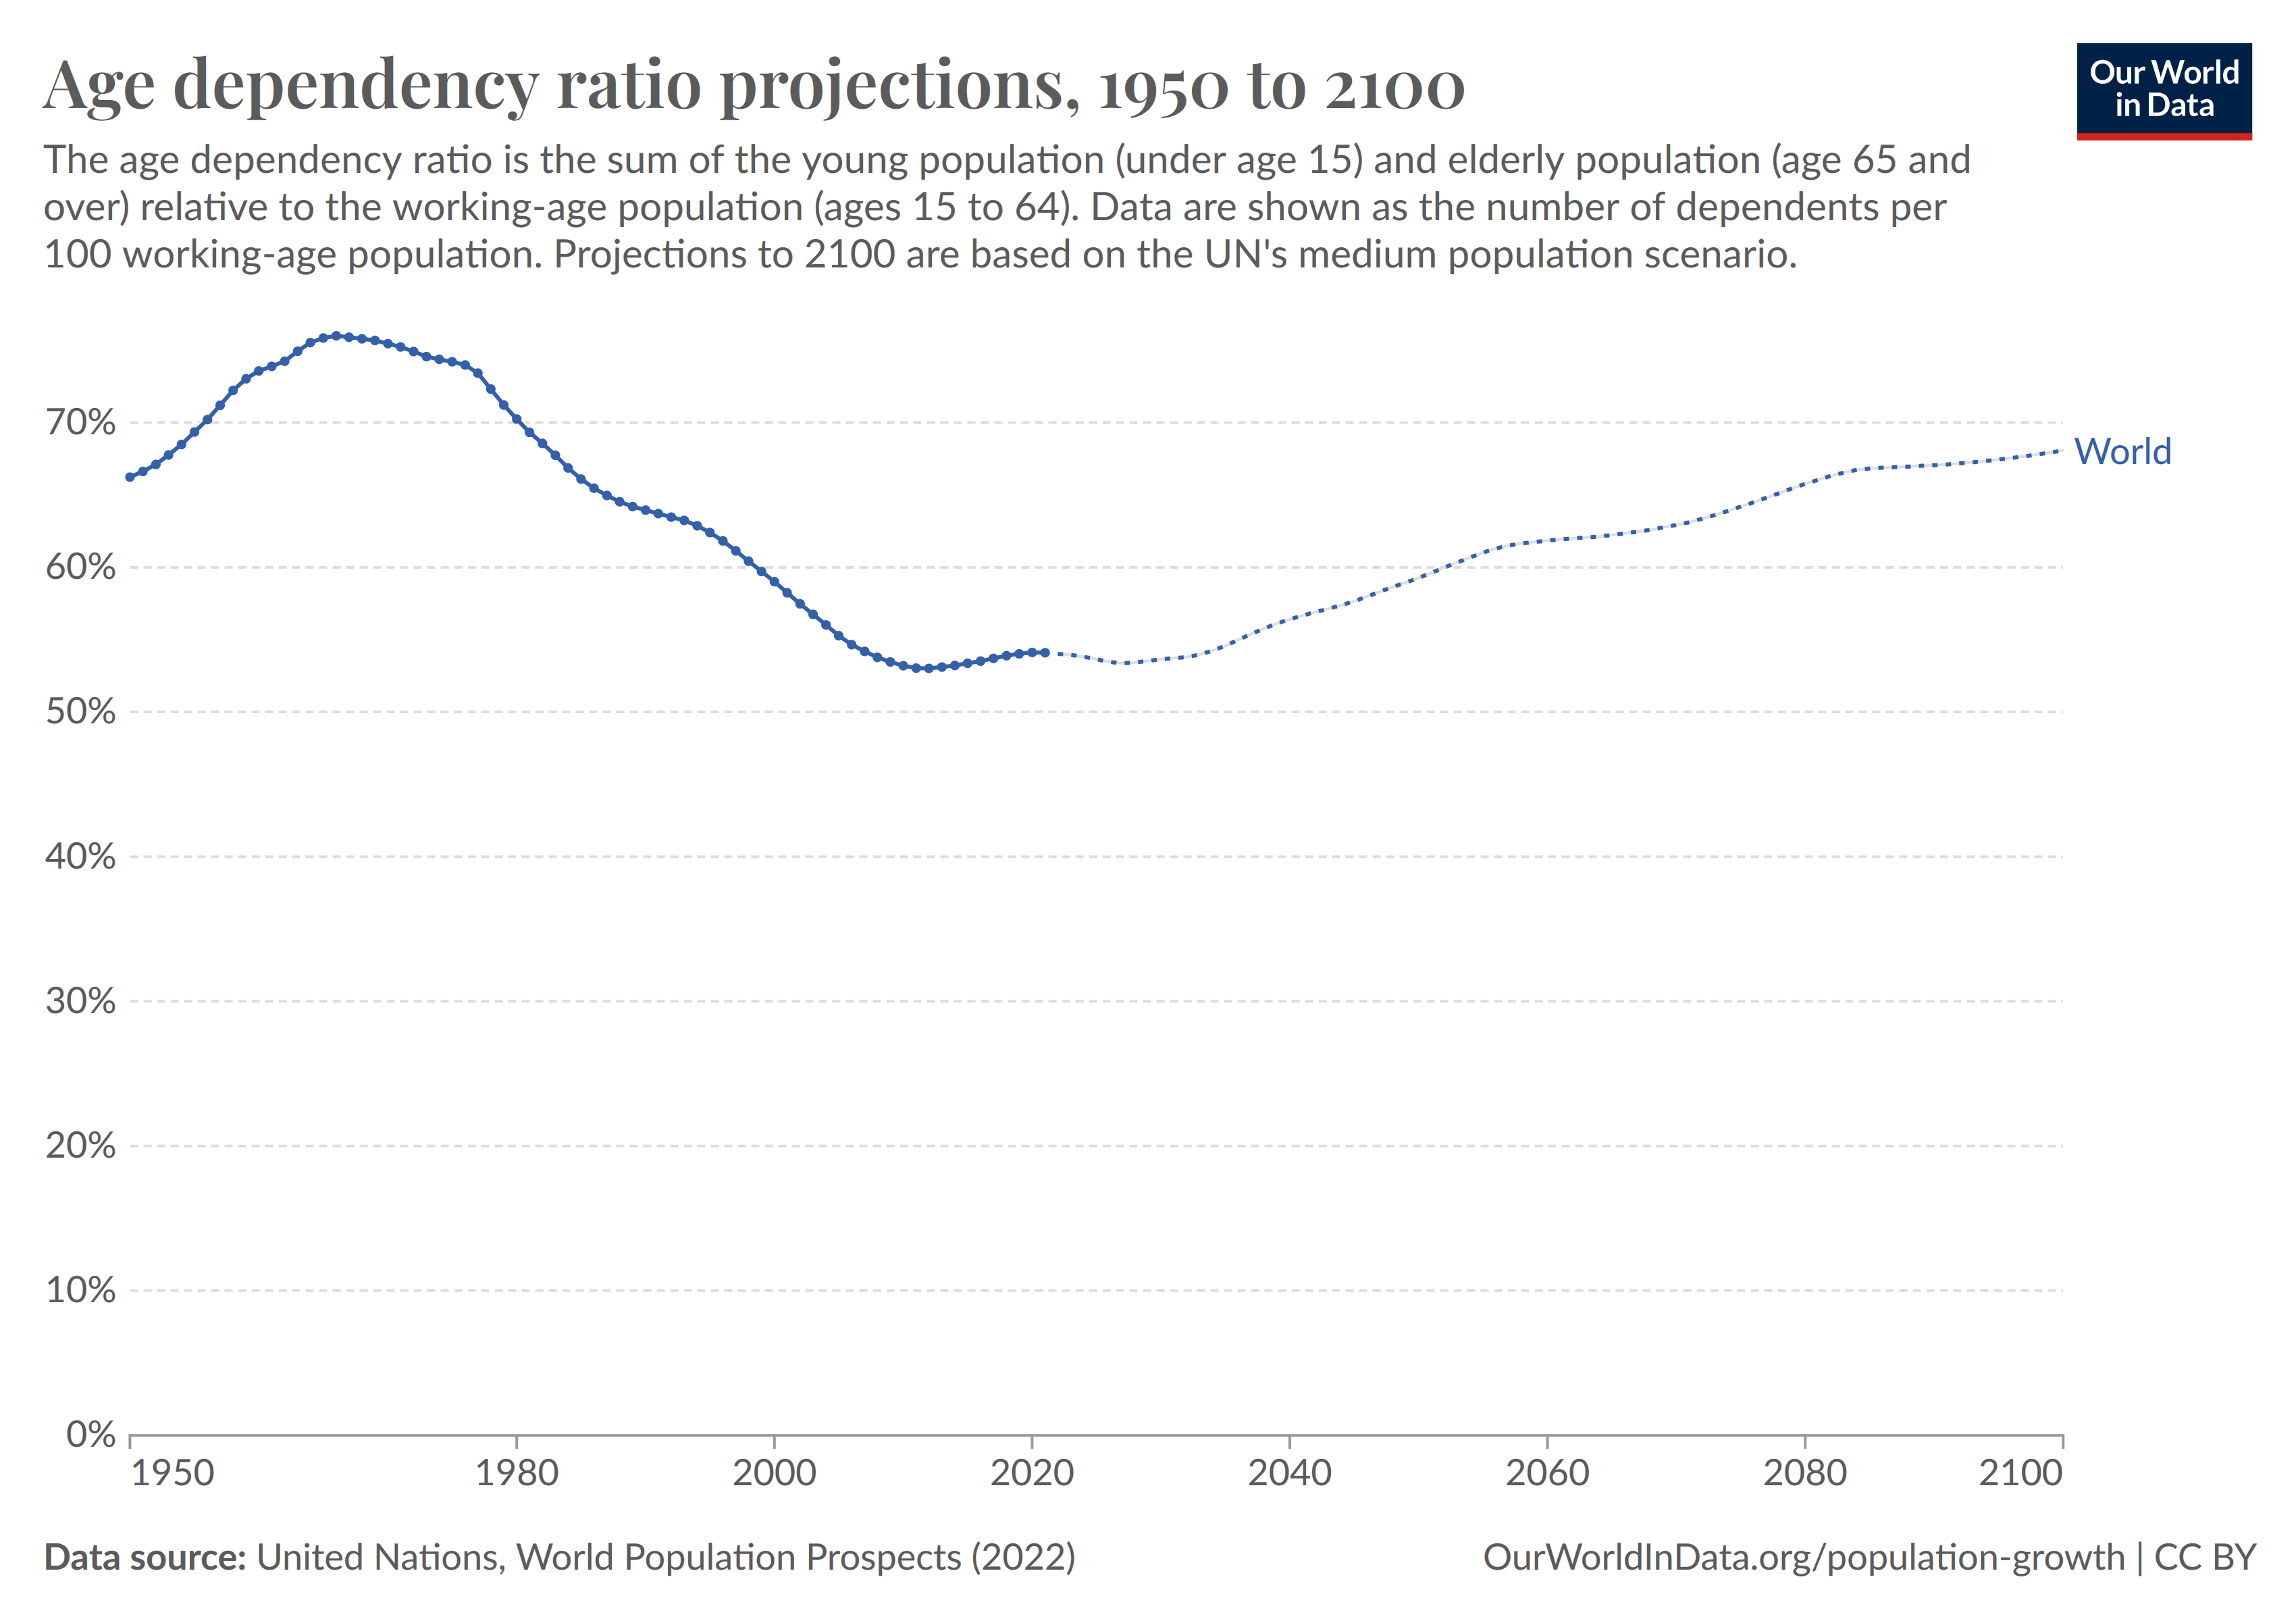 Age dependency ratio projections, 1950 to 2100
Our World
in Data
The age dependency ratio is the sum of the young population (under age 15) and elderly population (age 65 and
over) relative to the working-age population (ages 15 to 64). Data are shown as the number of dependents per
100 working-age population. Projections to 2100 are based on the UN's medium population scenario.
70%
World
60%
50%
40%
30%
20%
10%
0%
1950 1980 2000 2020 2040 2060 2080 2100
Data source: United Nations, World Population Prospects (2022)
OurWorldInData.org/population-growth | CC BY